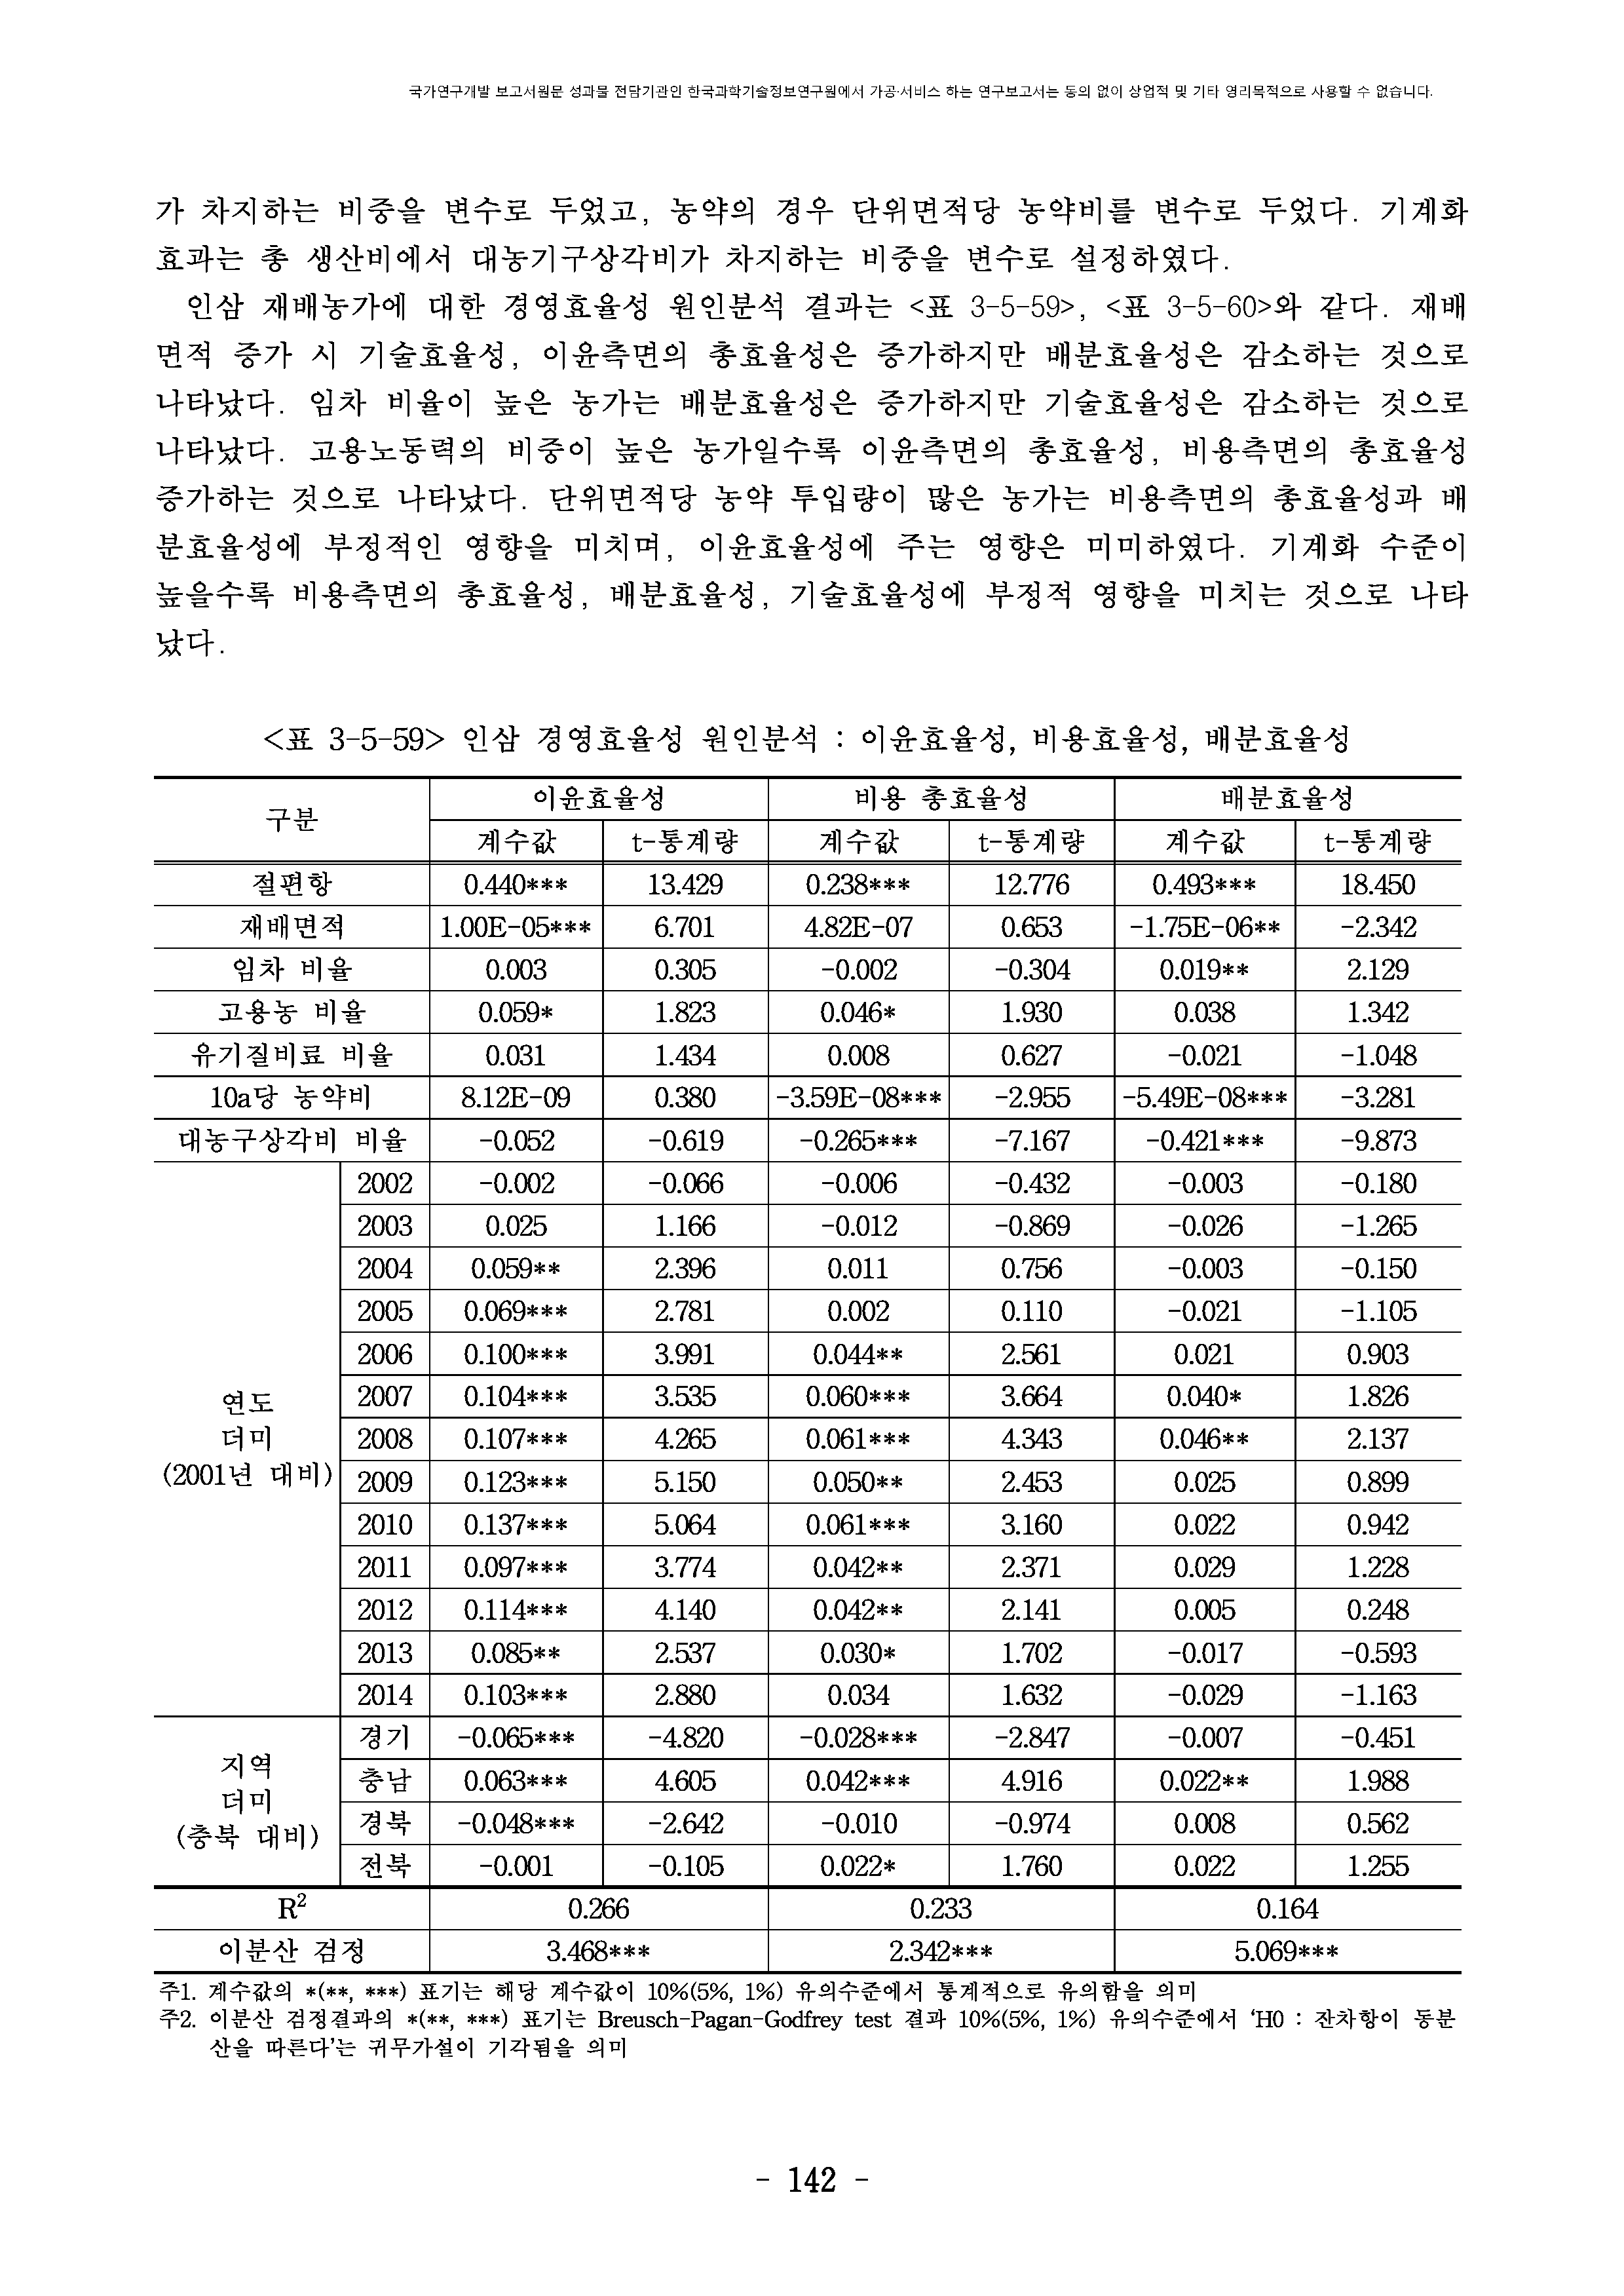 국가연구개발 보고서원문 성과물 전담기관인 한국과학기술정보연구원에서 가공·서비스 하는 연구보고서는 동의 없이 상업적 및 기타 영리목적으로 사용할 수 없습니다.
가 차지하는 비중을 변수로 두었고, 농약의 경우 단위면적당 농약비를 변수로 두었다. 기계화
효과는 총 생산비에서 대농기구상각비가 차지하는 비중을 변수로 설정하였다.
인삼 재배농가에 대한 경영효율성 원인분석 결과는 <표 3-5-59>, <표 3-5-60>와 같다. 재배
면적 증가 시 기술효율성, 이윤측면의 총효율성은 증가하지만 배분효율성은 감소하는 것으로
나타났다. 임차 비율이 높은 농가는 배분효율성은 증가하지만 기술효율성은 감소하는 것으로
나타났다. 고용노동력의 비중이 높은 농가일수록 이윤측면의 총효율성, 비용측면의 총효율성
증가하는 것으로 나타났다. 단위면적당 농약 투입량이 많은 농가는 비용측면의 총효율성과 배
분효율성에 부정적인 영향을 미치며, 이윤효율성에 주는 영향은 미미하였다. 기계화 수준이
높을수록 비용측면의 총효율성, 배분효율성, 기술효율성에 부정적 영향을 미치는 것으로 나타
났다.
<표 3-5-59> 인삼 경영효율성 원인분석 : 이윤효율성, 비용효율성, 배분효율성
구분 이윤효율성 비용 총효율성 배분효율성
계수값 t-통계량 계수값 t-통계량 계수값 t-통계량
절편항 0.440*** 13.429 0.238*** 12.776 0.493*** 18.450
재배면적 1.00E-05*** 6.701 4.82E-07 0.653 -1.75E-06** -2.342
임차 비율 0.003 0.305 -0.002 -0.304 0.019** 2.129
고용농 비율 0.059* 1.823 0.046* 1.930 0.038 1.342
유기질비료 비율 0.031 1.434 0.008 0.627 -0.021 -1.048
10a당 농약비 8.12E-09 0.380 -3.59E-08*** -2.955 -5.49E-08*** -3.281
대농구상각비 비율 -0.052 -0.619 -0.265*** -7.167 -0.421*** -9.873
연도
더미
(2001년 대비)
2002 -0.002 -0.066 -0.006 -0.432 -0.003 -0.180
2003 0.025 1.166 -0.012 -0.869 -0.026 -1.265
2004 0.059** 2.396 0.011 0.756 -0.003 -0.150
2005 0.069*** 2.781 0.002 0.110 -0.021 -1.105
2006 0.100*** 3.991 0.044** 2.561 0.021 0.903
2007 0.104*** 3.535 0.060*** 3.664 0.040* 1.826
2008 0.107*** 4.265 0.061*** 4.343 0.046** 2.137
2009 0.123*** 5.150 0.050** 2.453 0.025 0.899
2010 0.137*** 5.064 0.061*** 3.160 0.022 0.942
2011 0.097*** 3.774 0.042** 2.371 0.029 1.228
2012 0.114*** 4.140 0.042** 2.141 0.005 0.248
2013 0.085** 2.537 0.030* 1.702 -0.017 -0.593
2014 0.103*** 2.880 0.034 1.632 -0.029 -1.163
지역
더미
(충북 대비)
경기 -0.065*** -4.820 -0.028*** -2.847 -0.007 -0.451
충남 0.063*** 4.605 0.042*** 4.916 0.022** 1.988
경북 -0.048*** -2.642 -0.010 -0.974 0.008 0.562
전북 -0.001 -0.105 0.022* 1.760 0.022 1.255
R² 0.266 0.233 0.164
이분산 검정 3.468*** 2.342*** 5.069***
주1. 계수값의 *(**, ***) 표기는 해당 계수값이 10%(5%, 1%) 유의수준에서 통계적으로 유의함을 의미
주2. 이분산 검정결과의 *(**, ***) 표기는 Breusch-Pagan-Godfrey test 결과 10%(5%, 1%) 유의수준에서 ‘H0 : 잔차항이 동분
산을 따른다’는 귀무가설이 기각됨을 의미
- 142 -